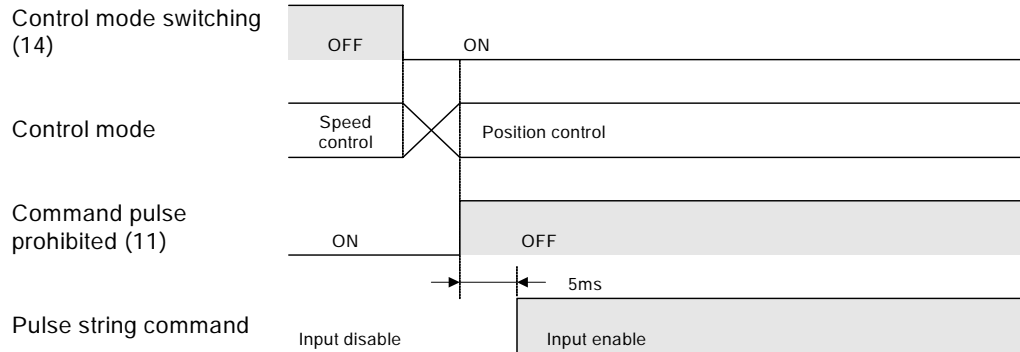 Control mode switching
(14)
OFF
ON
Control mode
Speed
control
Position control
Command pulse
prohibited (11)
ON
OFF
5ms
Pulse string command
Input disable
Input enable